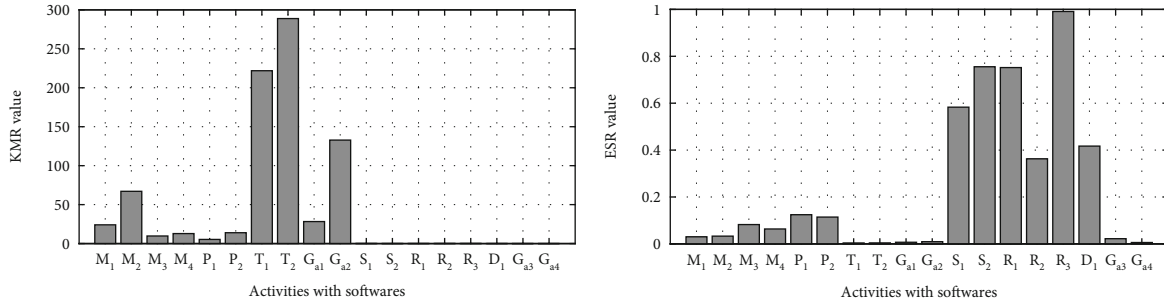 300
250
200
150
100
50
0
KMR value
M1 M2 M3 M4 P1 P2 T1 T2 Ga1 Ga2 S1 S2 R1 R2 R3 D1 Ga3 Ga4
Activities with softwares
1
0.8
0.6
0.4
0.2
0
ESR value
M1 M2 M3 M4 P1 P2 T1 T2 Ga1 Ga2 S1 S2 R1 R2 R3 D1 Ga3 Ga4
Activities with softwares